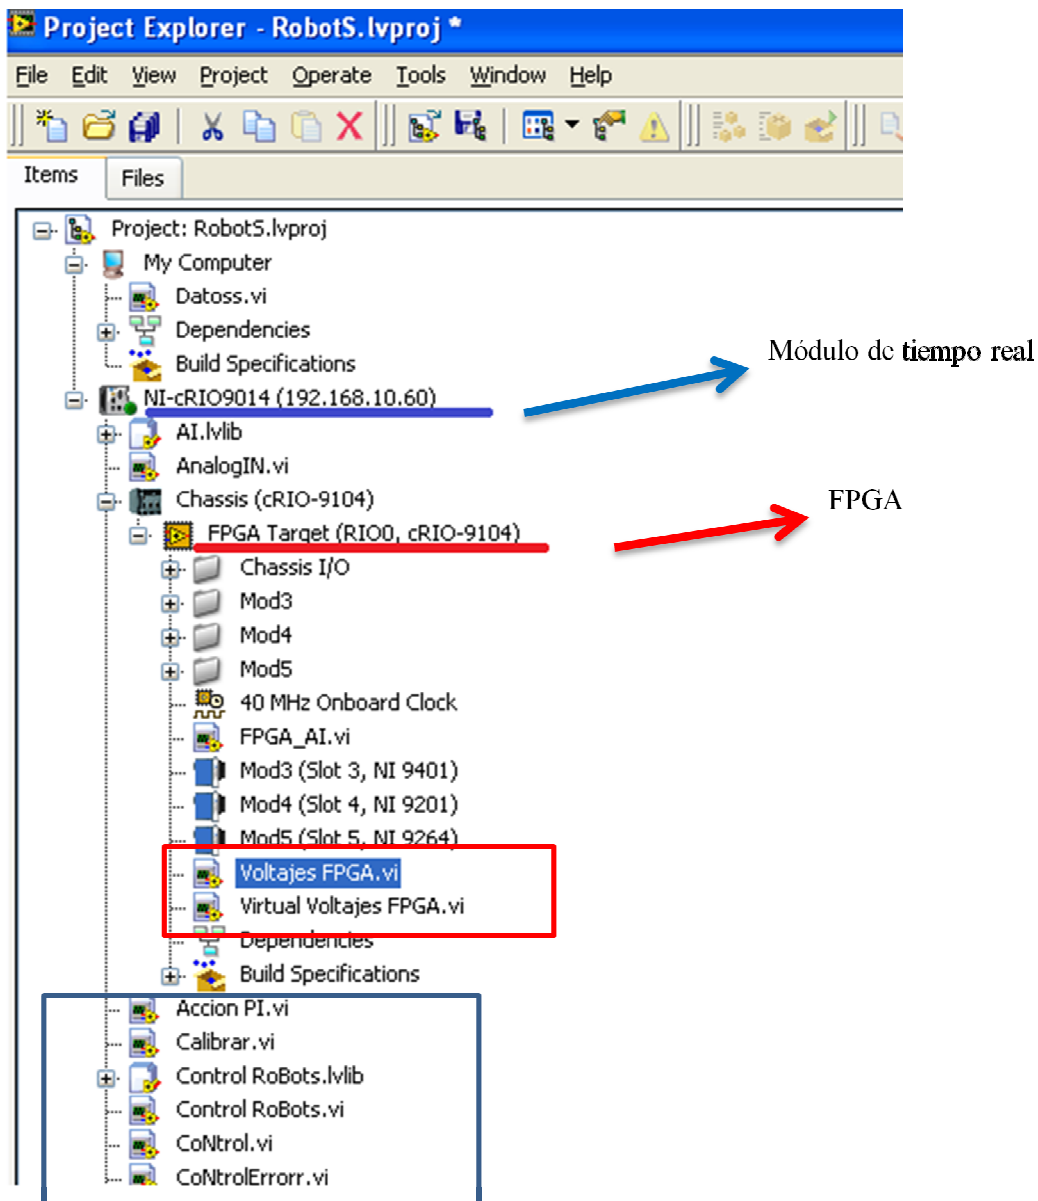 Project Explorer - RobotS.lvproj *
File Edit View Project Operate Tools Window Help
Items Files
Project: RobotS.lvproj
My Computer
Datoss.vi
Dependencies
Build Specifications
Módulo de tiempo real
NI-cRIO9014 (192.168.10.60)
AI.lvlib
AnalogIN.vi
Chassis (cRIO-9104)
FPGA
FPGA Target (RIO0, cRIO-9104)
Chassis I/O
Mod3
Mod4
Mod5
40 MHz Onboard Clock
FPGA_AI.vi
Mod3 (Slot 3, NI 9401)
Mod4 (Slot 4, NI 9201)
Mod5 (Slot 5, NI 9264)
Voltajes FPGA.vi
Virtual Voltajes FPGA.vi
Dependencies
Build Specifications
Accion PI.vi
Calibrar.vi
Control RoBots.lvlib
Control RoBots.vi
CoNtrol.vi
CoNtrolErrorr.vi